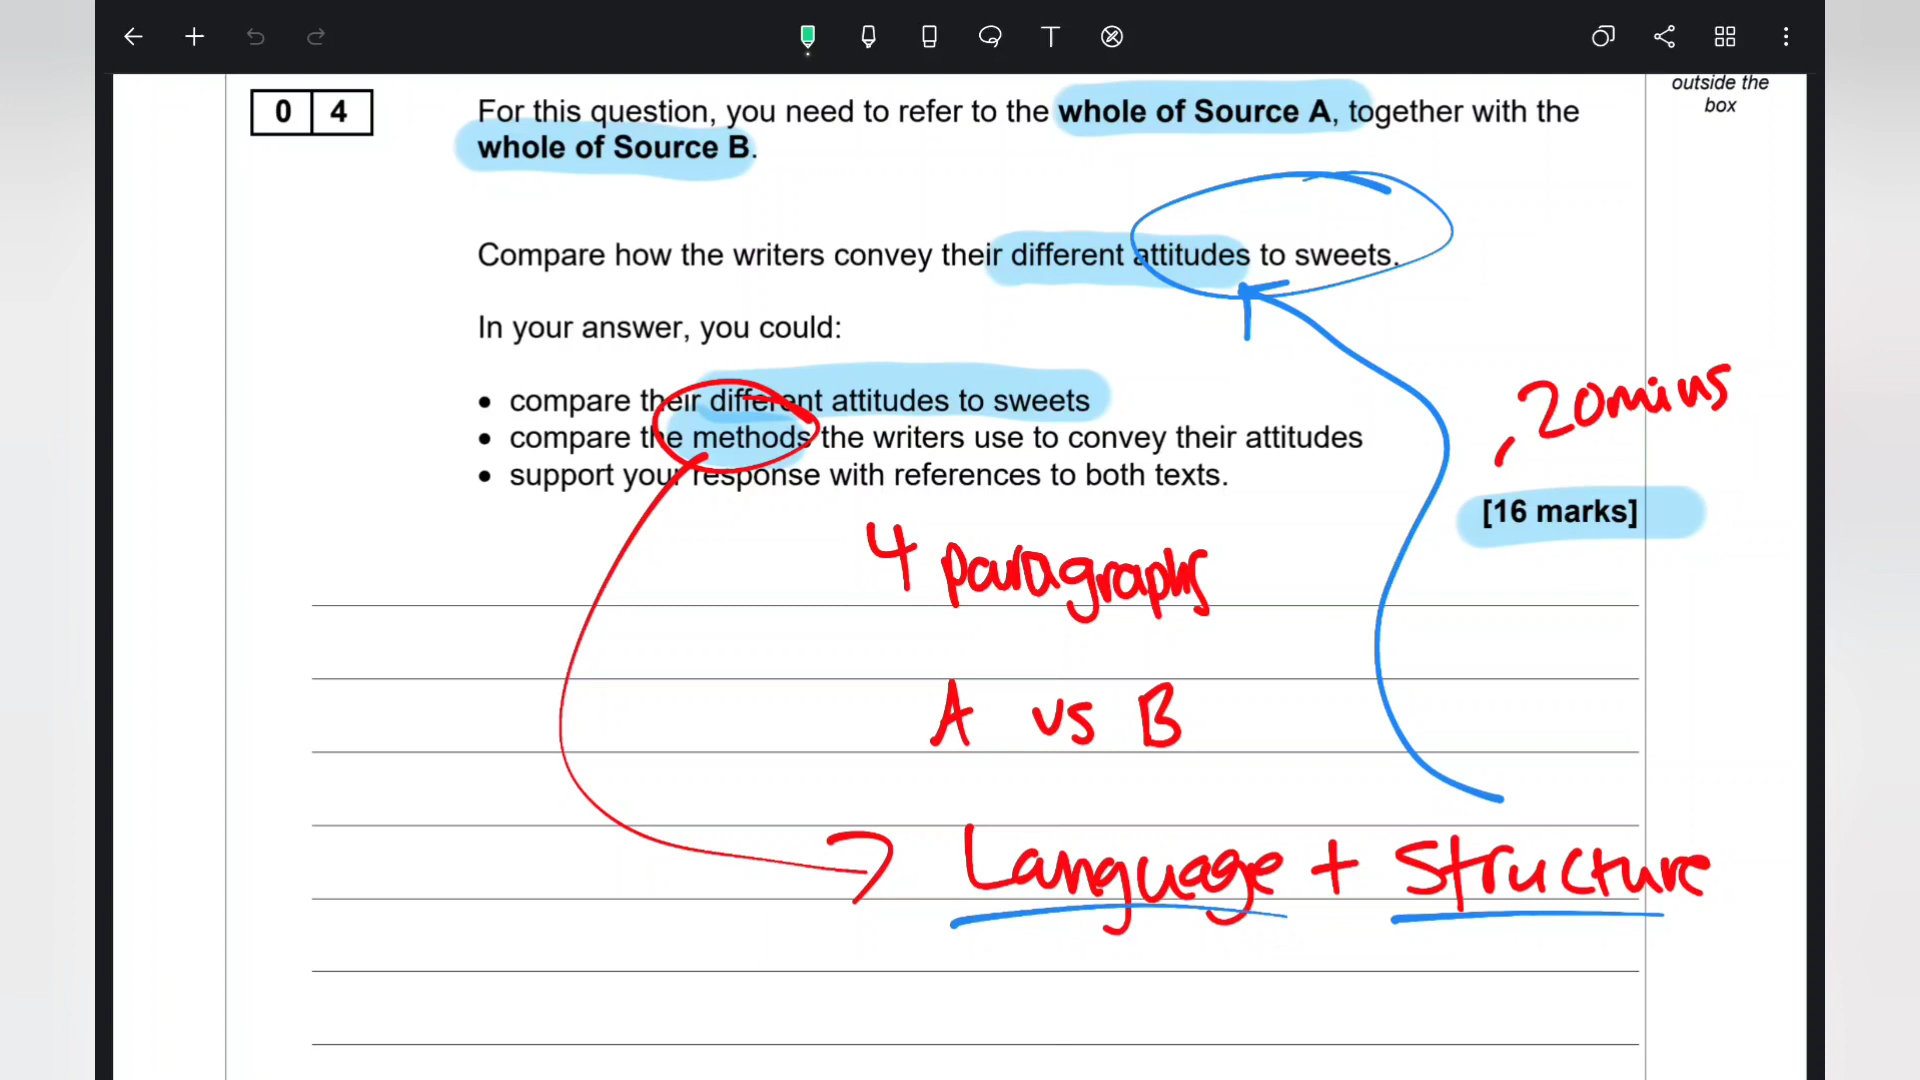 outside the
box
0 4
For this question, you need to refer to the whole of Source A, together with the
whole of Source B.
Compare how the writers convey their different attitudes to sweets.
In your answer, you could:
• compare their different attitudes to sweets
• compare the methods the writers use to convey their attitudes
• support your response with references to both texts.
20mins
[16 marks]
4 paragraphs
A vs B
Language + Structure